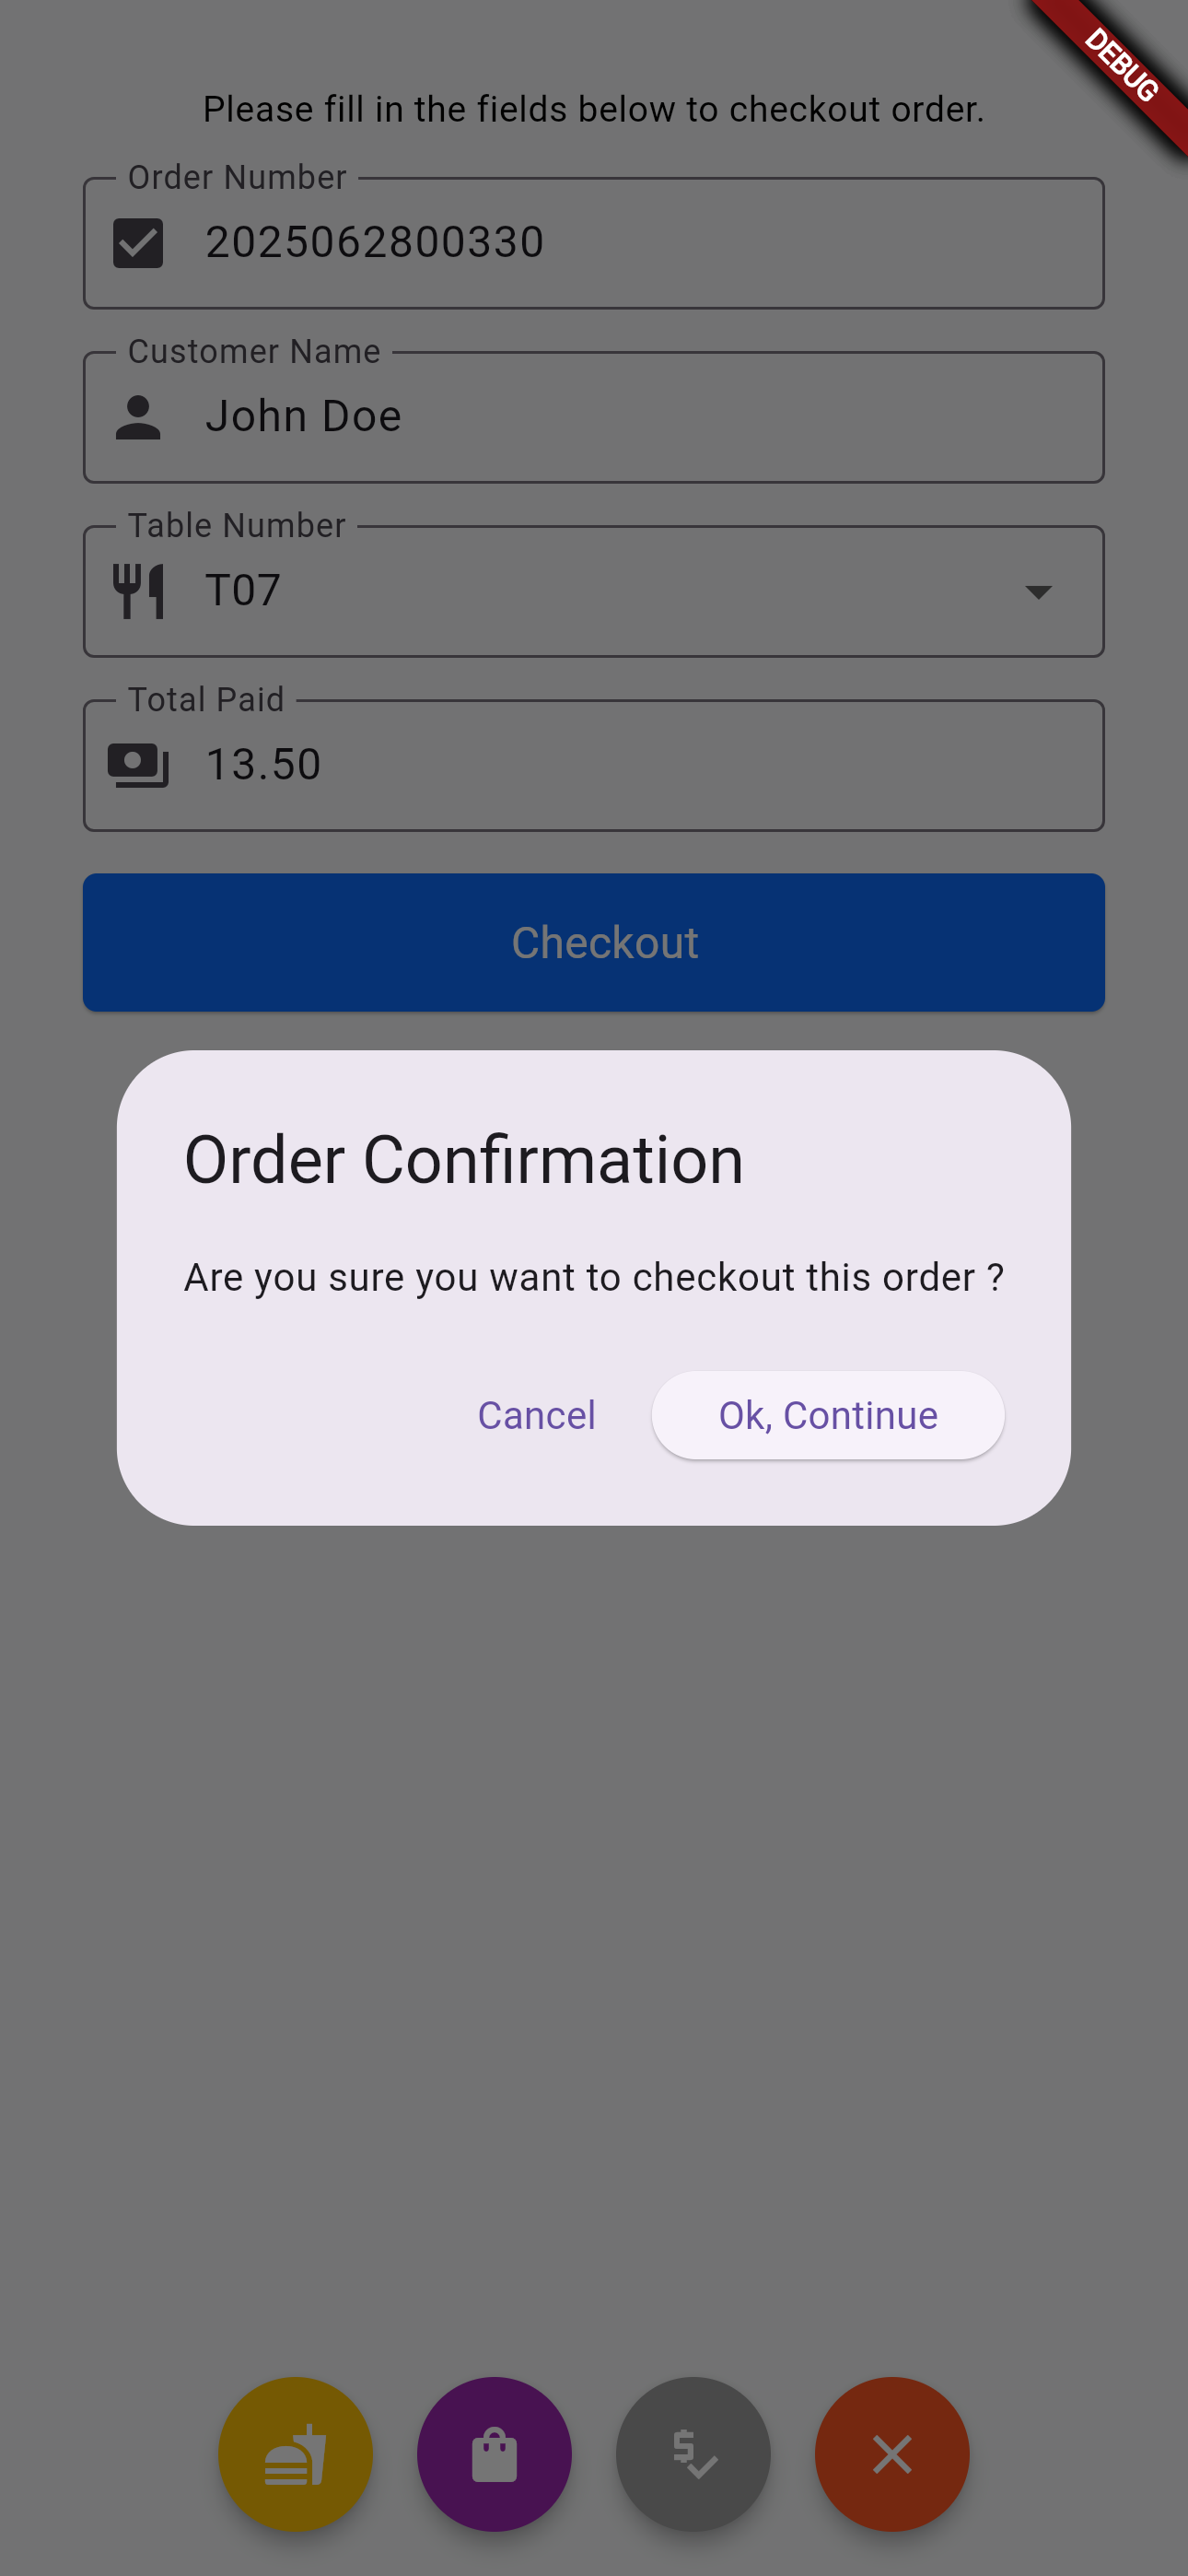 DEBUG
Please fill in the fields below to checkout order.
Order Number
2025062800330
Customer Name
John Doe
Table Number
T07
Total Paid
13.50
Checkout
Order Confirmation
Are you sure you want to checkout this order ?
Cancel
Ok, Continue